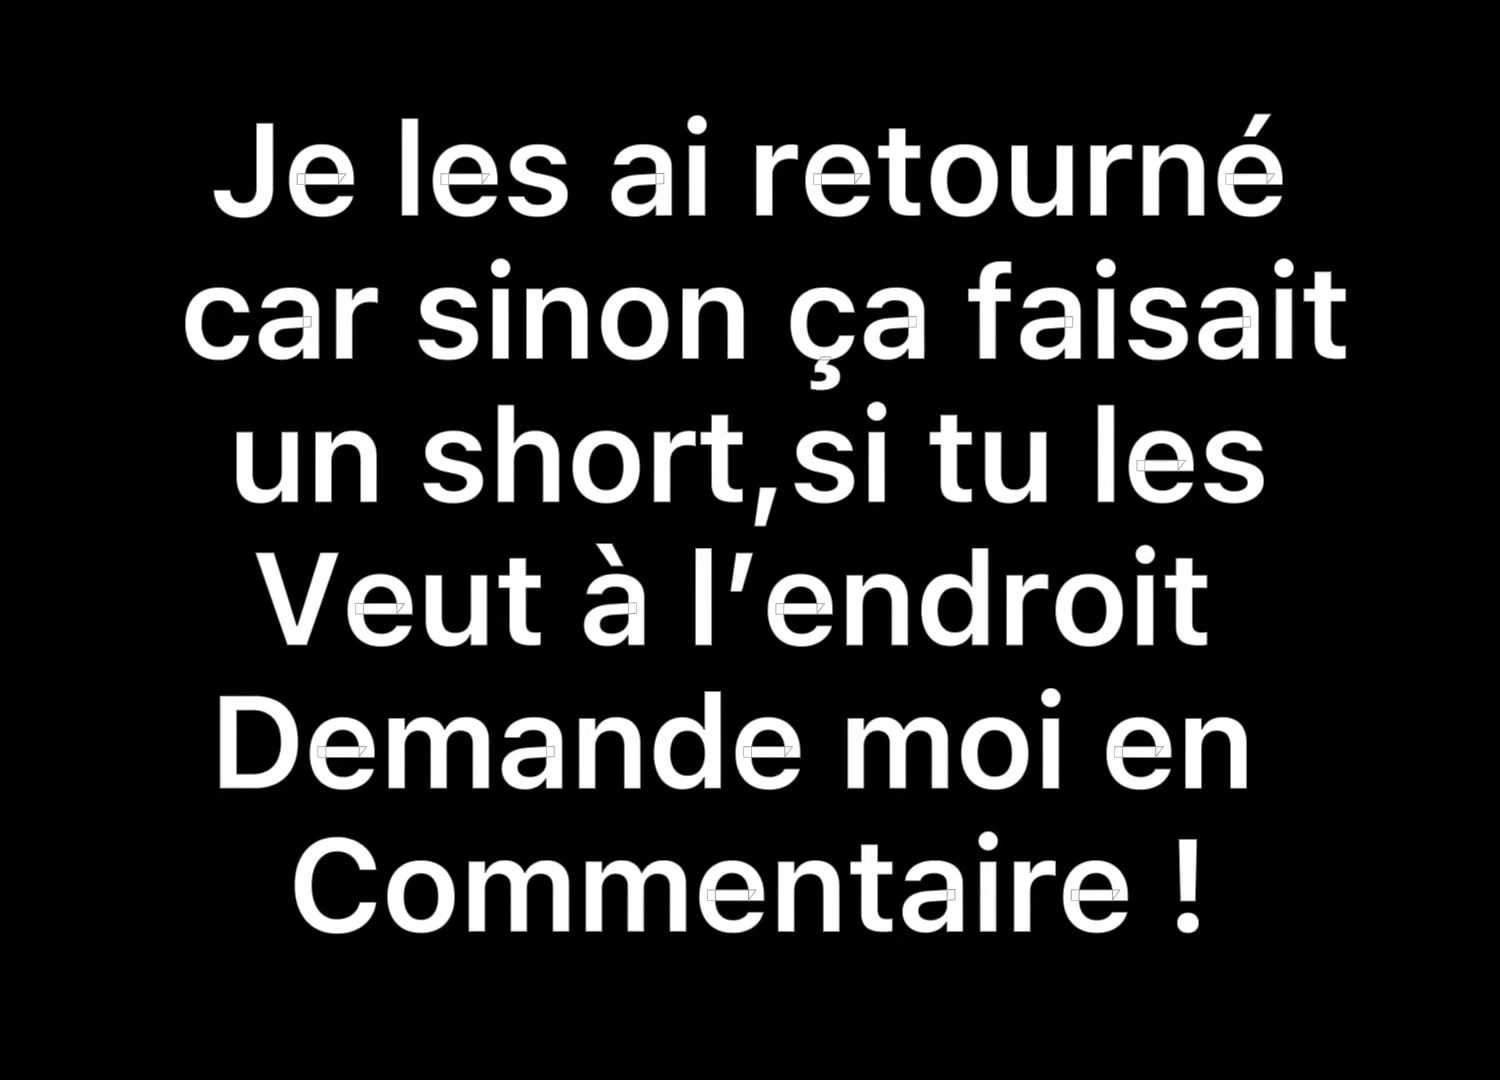 Je les ai retourné
car sinon ça faisait
un short,si tu les
Veut à l’endroit
Demande moi en
Commentaire !